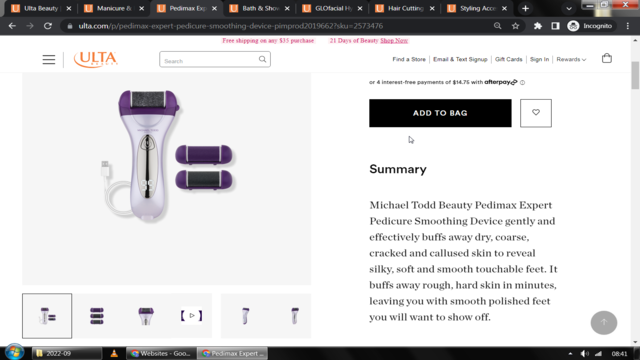 Ulta Beauty
Manicure &
Pedimax Exp
Bath & Show
GLOfacial Hy
Hair Cutting
Styling Acce
ulta.com/p/pedimax-expert-pedicure-smoothing-device-pimprod2019662?sku=2573476
Incognito
Free shipping on any $35 purchase
21 Days of Beauty Shop Now
ULTA
BEAUTY
Search
Find a Store
Email & Text Signup
Gift Cards
Sign In
Rewards
or 4 interest-free payments of $14.75 with afterpay
ADD TO BAG
Summary
Michael Todd Beauty Pedimax Expert
Pedicure Smoothing Device gently and
effectively buffs away dry, coarse,
cracked and callused skin to reveal
silky, soft and smooth touchable feet. It
buffs away rough, hard skin in minutes,
leaving you with smooth polished feet
you will want to show off.
2022-09
Websites - Goo...
Pedimax Expert ...
08:41